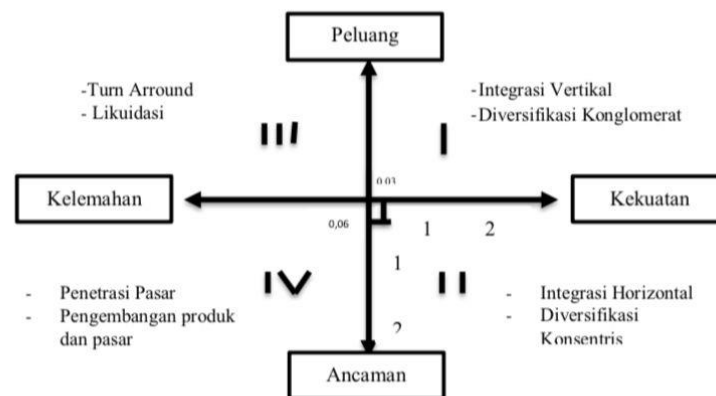 Peluang
-Turn Arround
- Likuidasi
-Integrasi Vertikal
-Diversifikasi Konglomerat
III
I
0.03
Kelemahan
Kekuatan
0,06
1 2
1
IV
II
- Penetrasi Pasar
- Pengembangan produk
dan pasar
- Integrasi Horizontal
- Diversifikasi
Konsentris
2
Ancaman